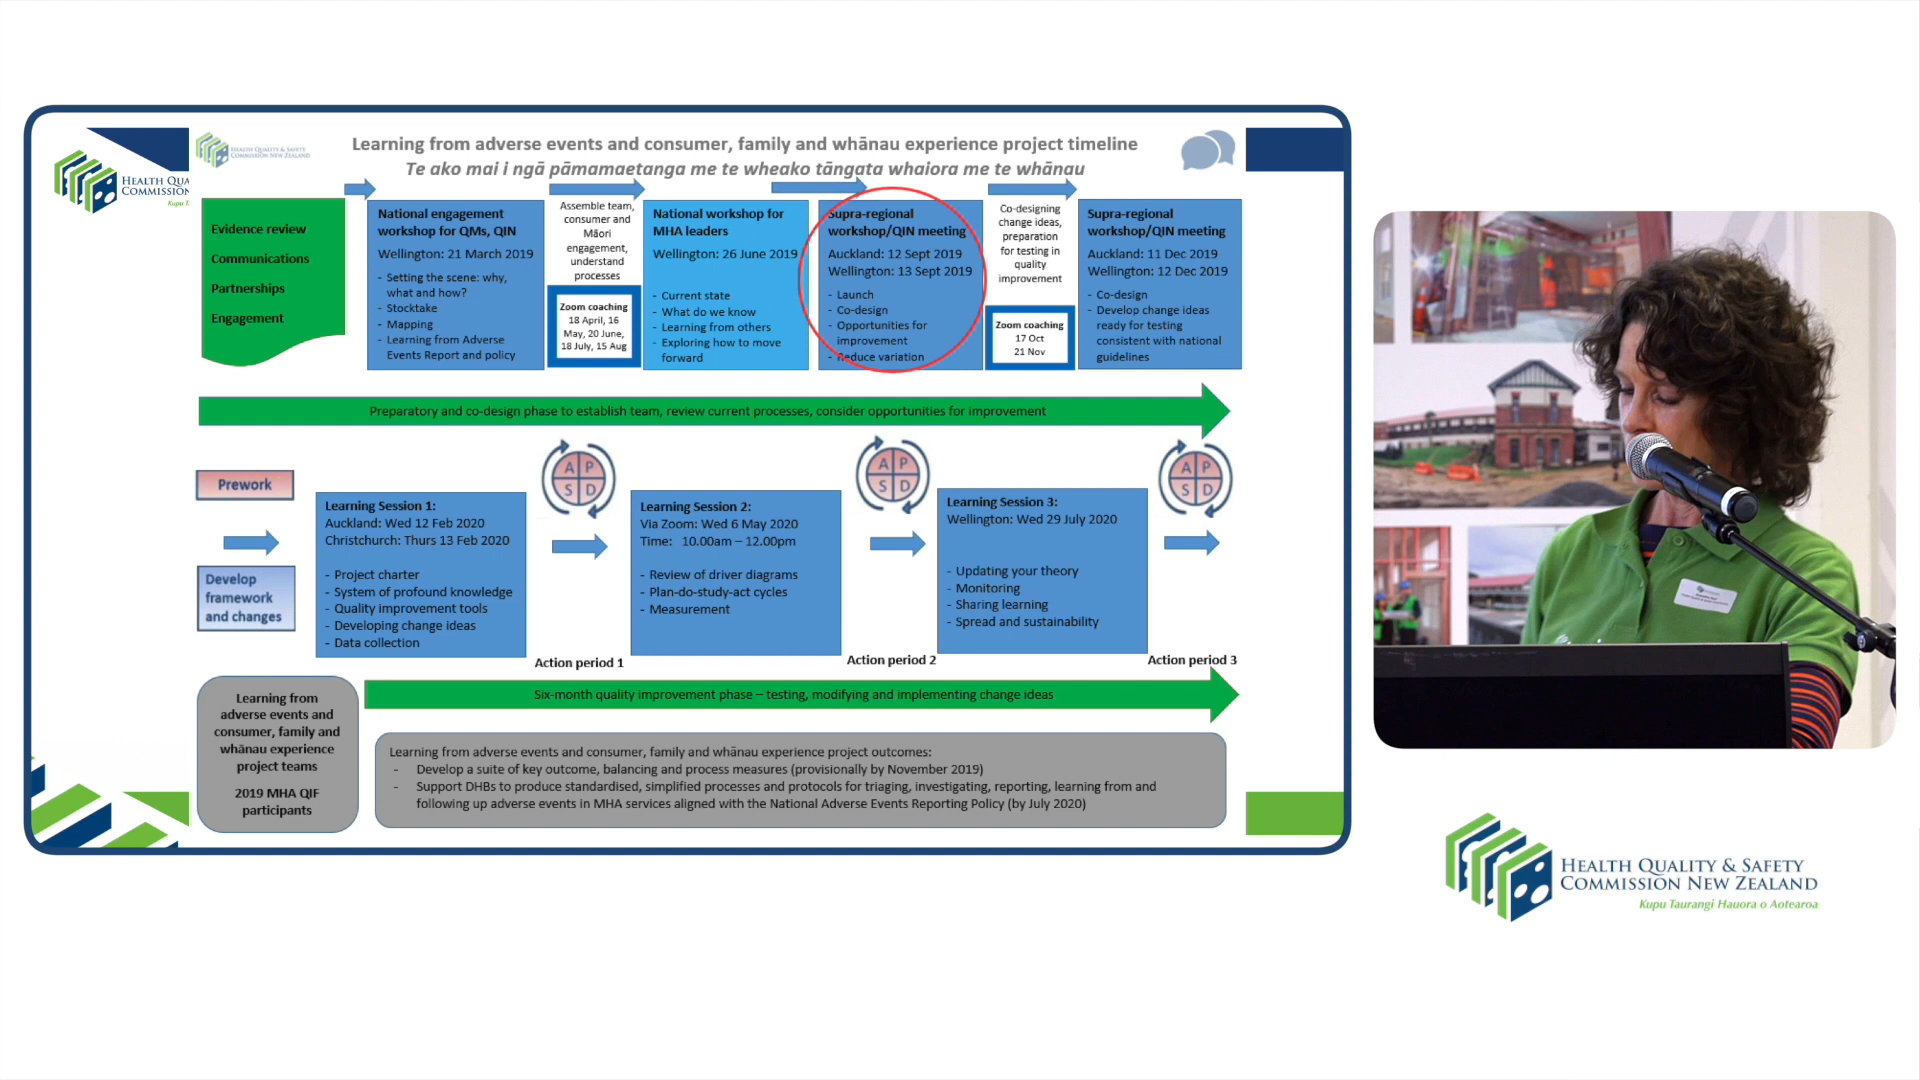 HEALTH QUA
COMMISSION
HEALTH QUALITY & SAFETY
COMMISSION NEW ZEALAND
Learning from adverse events and consumer, family and whānau experience project timeline
Te ako mai i ngā pāmamaetanga me te wheako tāngata whaiora me te whānau
Evidence review
Communications
Partnerships
Engagement
National engagement
workshop for QMs, QIN
Wellington: 21 March 2019
- Setting the scene: why,
what and how?
- Stocktake
- Mapping
- Learning from Adverse
Events Report and policy
Assemble team,
consumer and
Māori
engagement,
understand
processes
Zoom coaching
18 April, 16
May, 20 June,
18 July, 15 Aug
National workshop for
MHA leaders
Wellington: 26 June 2019
- Current state
- What do we know
- Learning from others
- Exploring how to move
forward
Supra-regional
workshop/QIN meeting
Auckland: 12 Sept 2019
Wellington: 13 Sept 2019
- Launch
- Co-design
- Opportunities for
improvement
- Reduce variation
Co-designing
change ideas,
preparation
for testing in
quality
improvement
Zoom coaching
17 Oct
21 Nov
Supra-regional
workshop/QIN meeting
Auckland: 11 Dec 2019
Wellington: 12 Dec 2019
- Co-design
- Develop change ideas
ready for testing
consistent with national
guidelines
Preparatory and co-design phase to establish team, review current processes, consider opportunities for improvement
Prework
Develop
framework
and changes
Learning Session 1:
Auckland: Wed 12 Feb 2020
Christchurch: Thurs 13 Feb 2020
- Project charter
- System of profound knowledge
- Quality improvement tools
- Developing change ideas
- Data collection
A P
S D
Action period 1
Learning Session 2:
Via Zoom: Wed 6 May 2020
Time: 10.00am – 12.00pm
- Review of driver diagrams
- Plan-do-study-act cycles
- Measurement
A P
S D
Action period 2
Learning Session 3:
Wellington: Wed 29 July 2020
- Updating your theory
- Monitoring
- Sharing learning
- Spread and sustainability
A P
S D
Action period 3
Six-month quality improvement phase – testing, modifying and implementing change ideas
Learning from
adverse events and
consumer, family and
whānau experience
project teams
2019 MHA QIF
participants
Learning from adverse events and consumer, family and whānau experience project outcomes:
- Develop a suite of key outcome, balancing and process measures (provisionally by November 2019)
- Support DHBs to produce standardised, simplified processes and protocols for triaging, investigating, reporting, learning from and
following up adverse events in MHA services aligned with the National Adverse Events Reporting Policy (by July 2020)
HEALTH QUALITY & SAFETY
COMMISSION NEW ZEALAND
Kupu Taurangi Hauora o Aotearoa